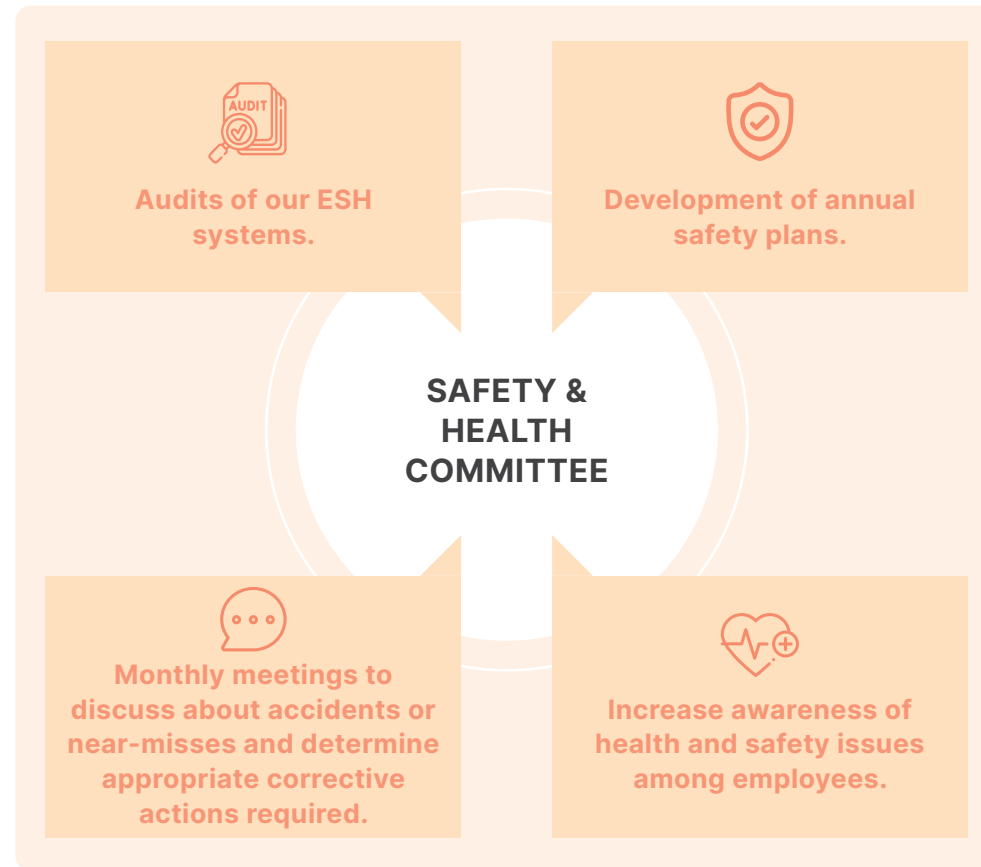 AUDIT
Audits of our ESH
systems.
Development of annual
safety plans.
SAFETY &
HEALTH
COMMITTEE
Monthly meetings to
discuss about accidents or
near-misses and determine
appropriate corrective
actions required.
Increase awareness of
health and safety issues
among employees.